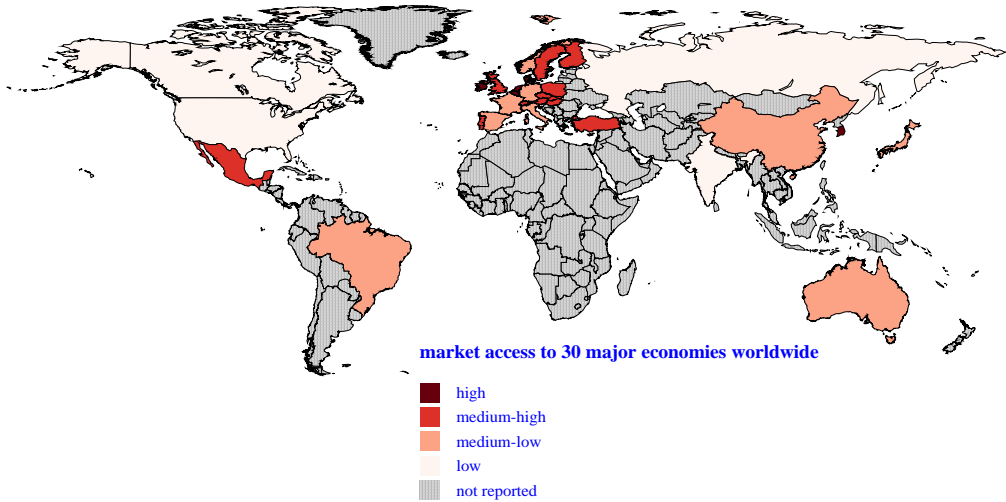 market access to 30 major economies worldwide
high
medium-high
medium-low
low
not reported